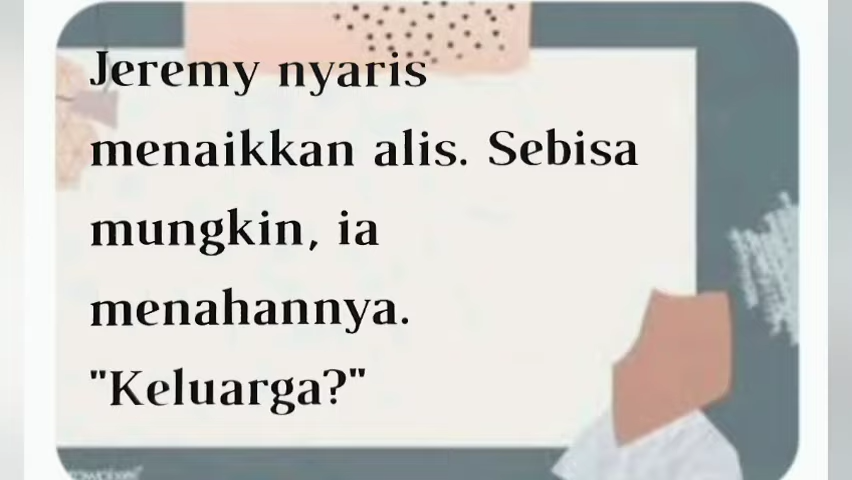 Jeremy nyaris
menaikkan alis. Sebisa
mungkin, ia
menahannya.
"Keluarga?"